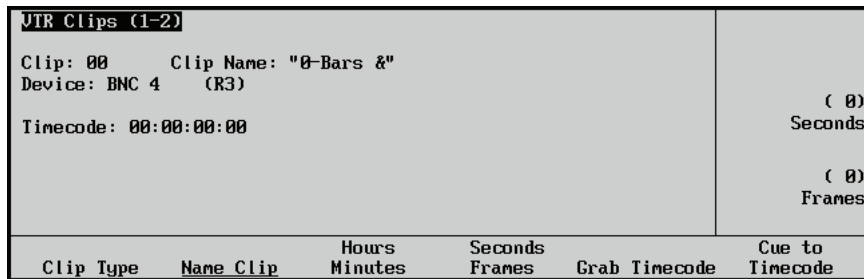 VTR Clips (1-2)
Clip: 00 Clip Name: "0-Bars &"
Device: BNC 4 (R3)
Timecode: 00:00:00:00
( 0)
Seconds
( 0)
Frames
Clip Type
Name Clip
Hours
Minutes
Seconds
Frames
Grab Timecode
Cue to
Timecode